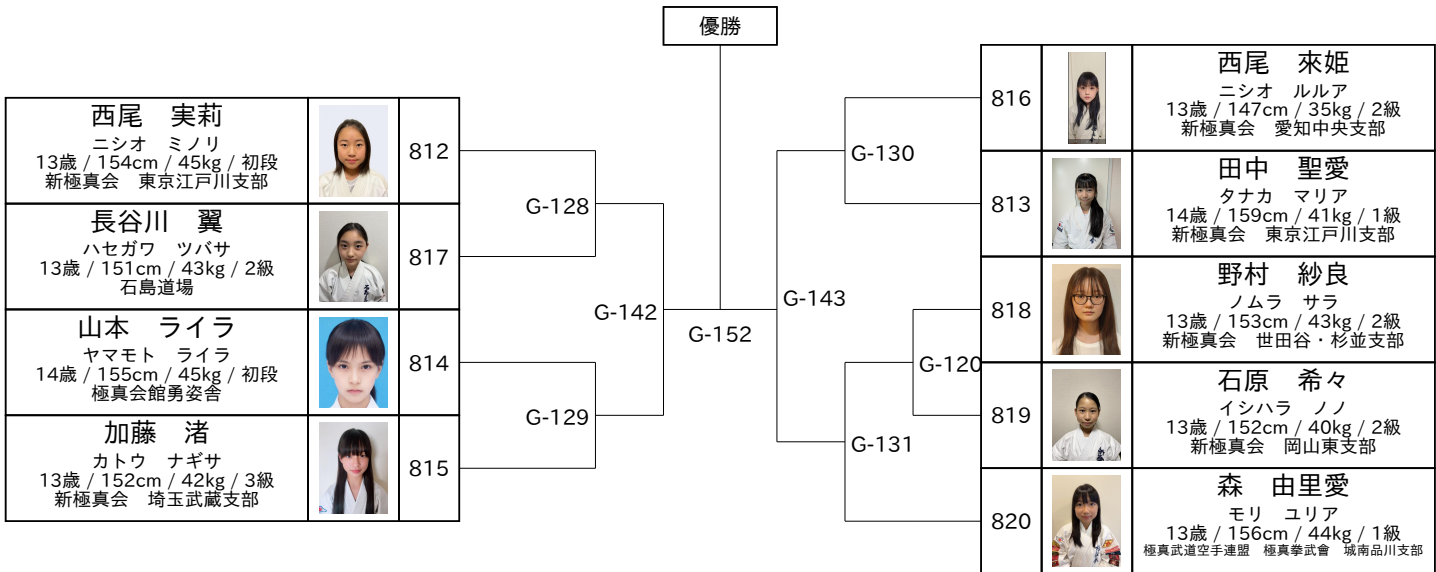 優勝
西尾　実莉
ニシオ　ミノリ
13歳 / 154cm / 45kg / 初段
新極真会　東京江戸川支部
812
長谷川　翼
ハセガワ　ツバサ
13歳 / 151cm / 43kg / 2級
石島道場
817
山本　ライラ
ヤマモト　ライラ
14歳 / 155cm / 45kg / 初段
極真会館勇姿舎
814
加藤　渚
カトウ　ナギサ
13歳 / 152cm / 42kg / 3級
新極真会　埼玉武蔵支部
815
G-128
G-129
G-142
G-152
G-143
G-130
G-120
G-131
816
西尾　來姫
ニシオ　ルルア
13歳 / 147cm / 35kg / 2級
新極真会　愛知中央支部
813
田中　聖愛
タナカ　マリア
14歳 / 159cm / 41kg / 1級
新極真会　東京江戸川支部
818
野村　紗良
ノムラ　サラ
13歳 / 153cm / 43kg / 2級
新極真会　世田谷・杉並支部
819
石原　希々
イシハラ　ノノ
13歳 / 152cm / 40kg / 2級
新極真会　岡山東支部
820
森　由里愛
モリ　ユリア
13歳 / 156cm / 44kg / 1級
極真武道空手連盟　極真拳武會　城南品川支部